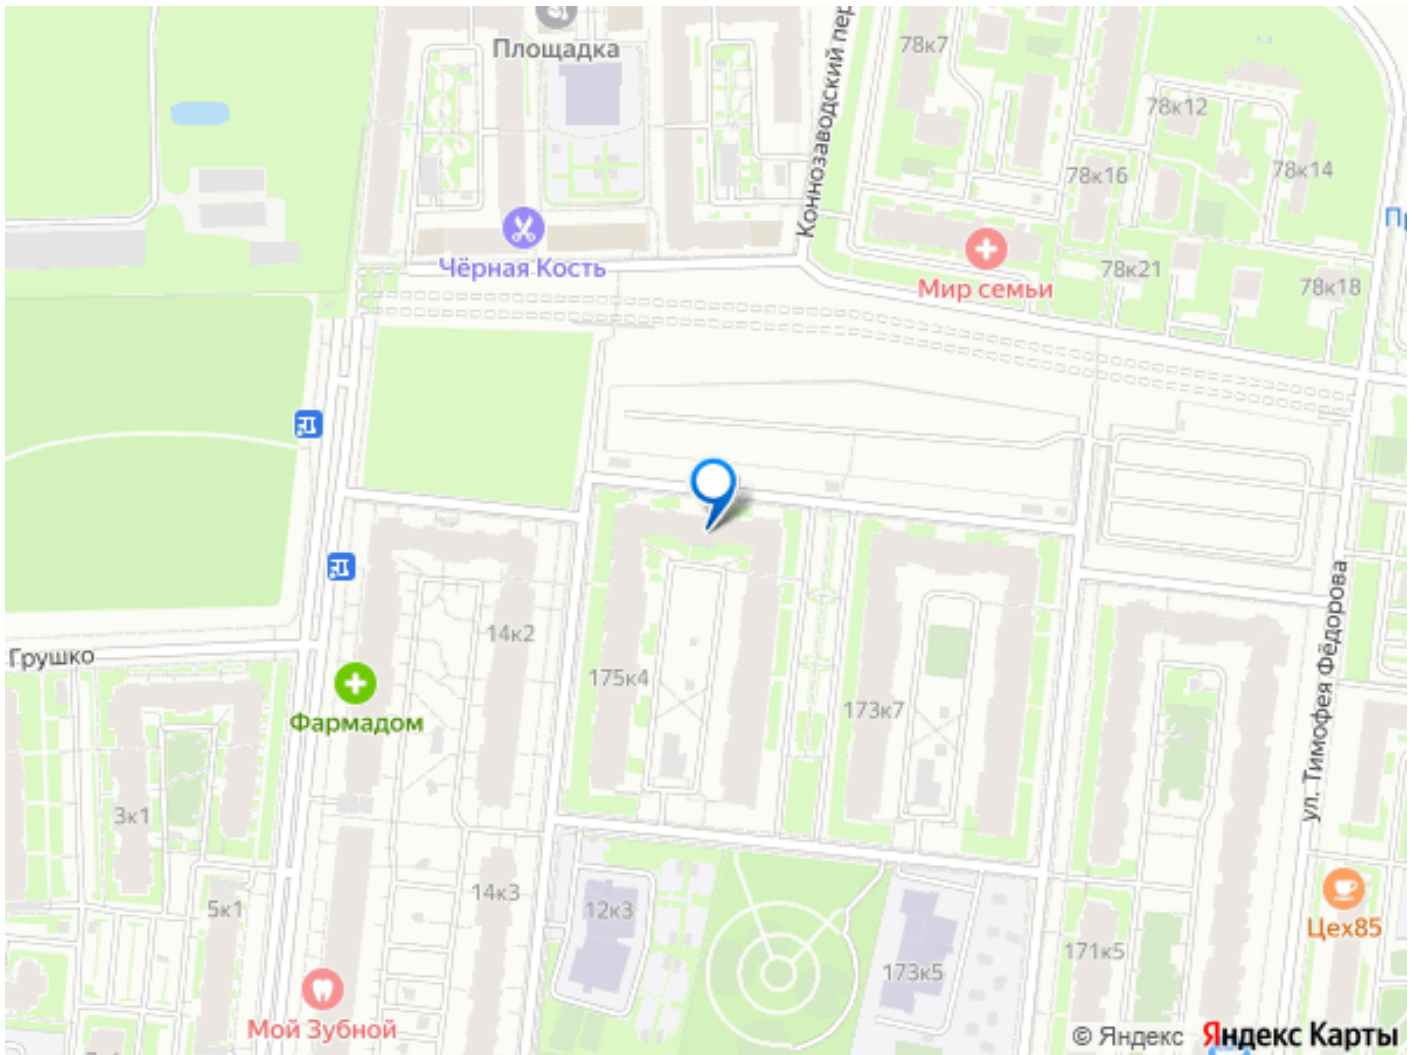 Площадка
Коннозаводский пер
78к7
78к12
78к16
78к14
Чёрная Кость
Мир семьи
78к21
78к18
Грушко
14к2
175к4
173к7
ул. Тимофея Фёдорова
Фармадом
3к1
5к1
14к3
12к3
173к5
171к5
Цех85
Мой Зубной
© Яндекс Яндекс Карты